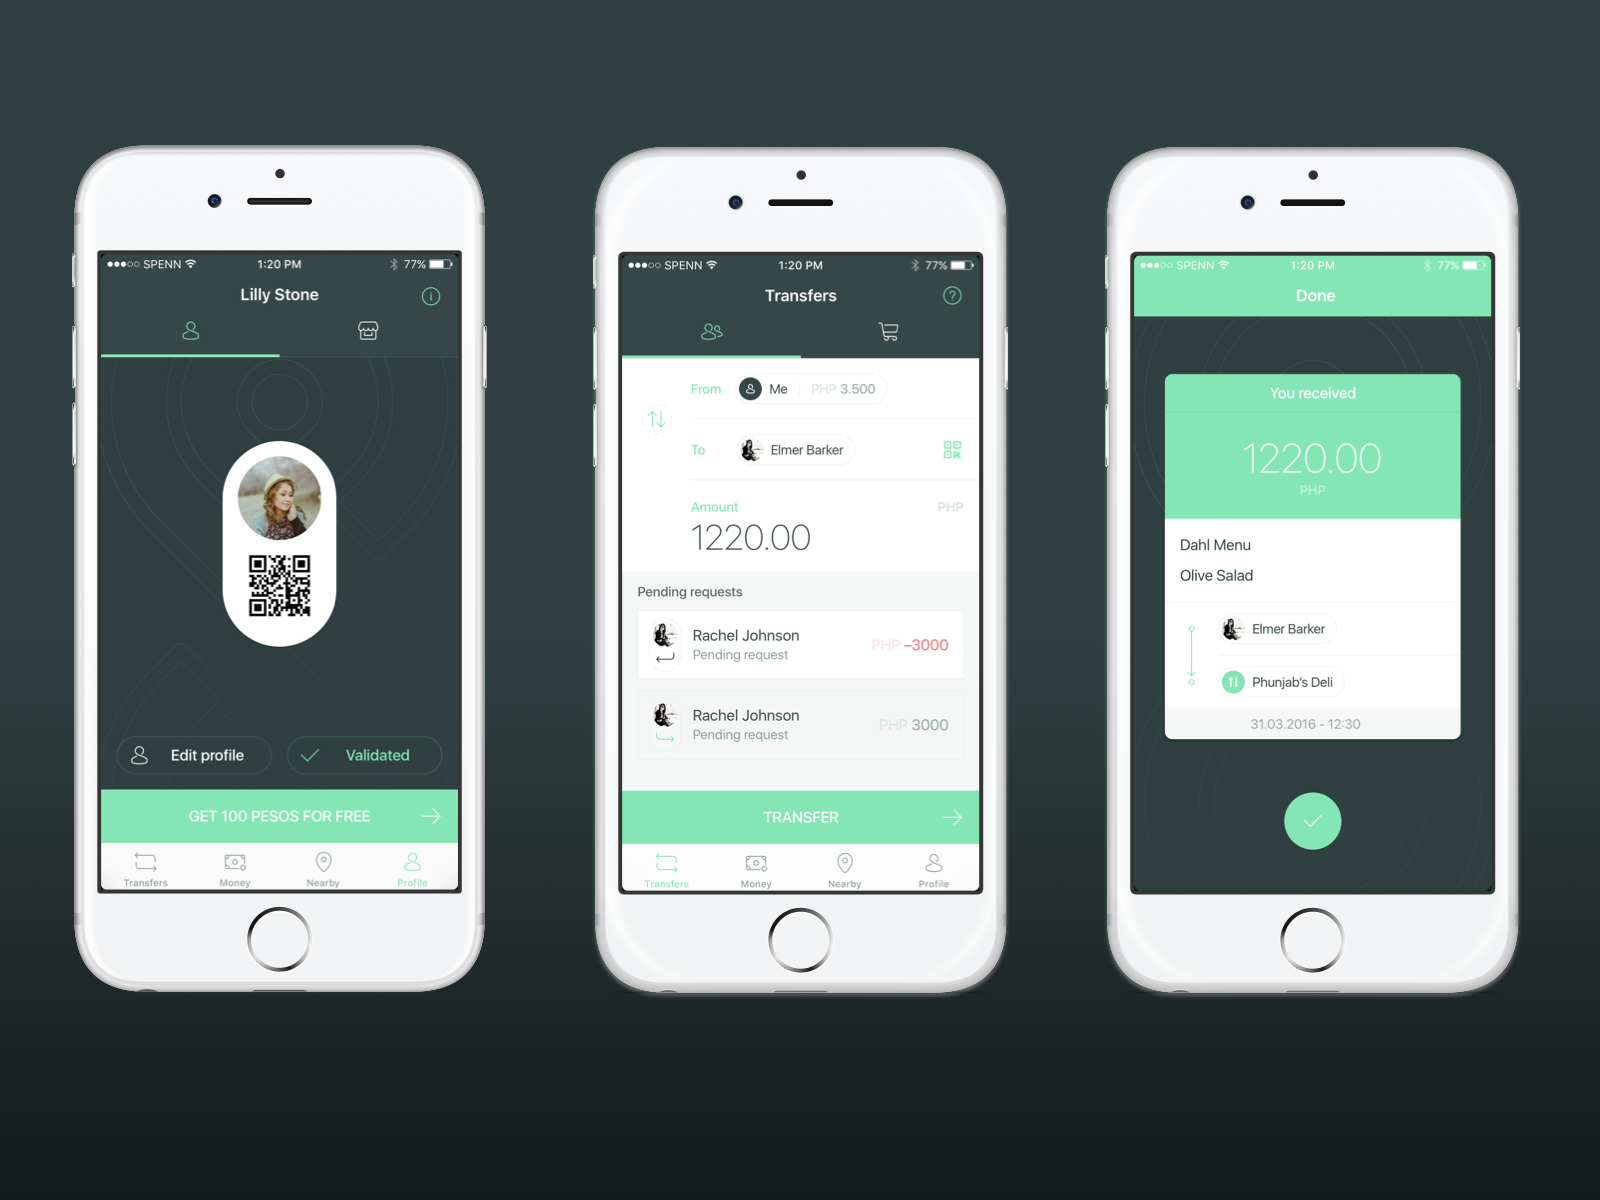 SPENN 1:20 PM 77%
Lilly Stone
Edit profile
Validated
GET 100 PESOS FOR FREE
Transfers Money Nearby Profile
SPENN 1:20 PM 77%
Transfers
From Me PHP 3.500
To Elmer Barker
Amount PHP
1220.00
Pending requests
Rachel Johnson
Pending request
PHP –3000
Rachel Johnson
Pending request
PHP 3000
TRANSFER
Transfers Money Nearby Profile
SPENN 1:20 PM 77%
Done
You received
1220.00
PHP
Dahl Menu
Olive Salad
Elmer Barker
Phunjab's Deli
31.03.2016 - 12:30